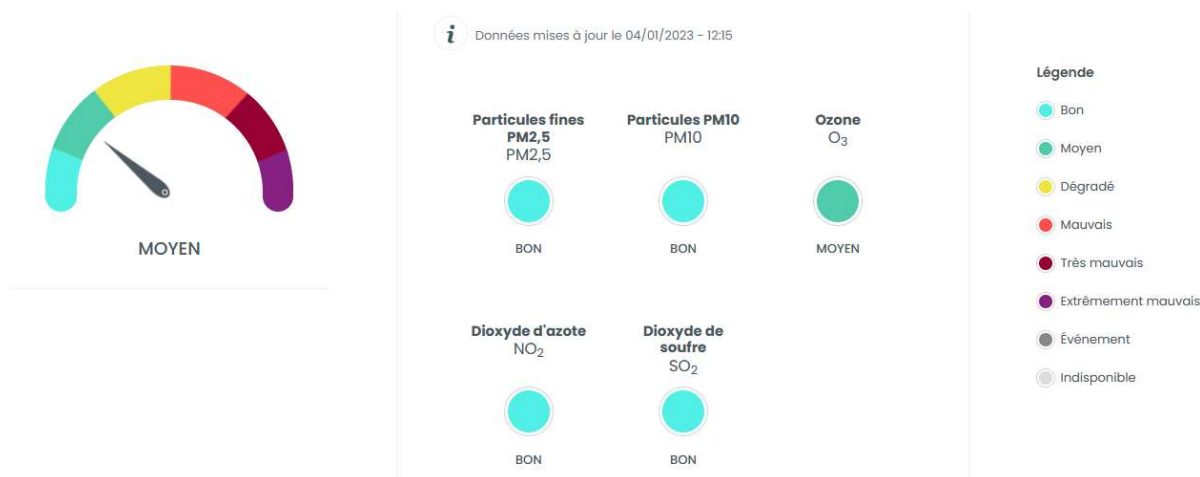 Données mises à jour le 04/01/2023 - 12:15
MOYEN
Particules fines
PM2,5
PM2,5
BON
Particules PM10
PM10
BON
Ozone
O₃
MOYEN
Dioxyde d'azote
NO₂
BON
Dioxyde de
soufre
SO₂
BON
Légende
Bon
Moyen
Dégradé
Mauvais
Très mauvais
Extrêmement mauvais
Événement
Indisponible